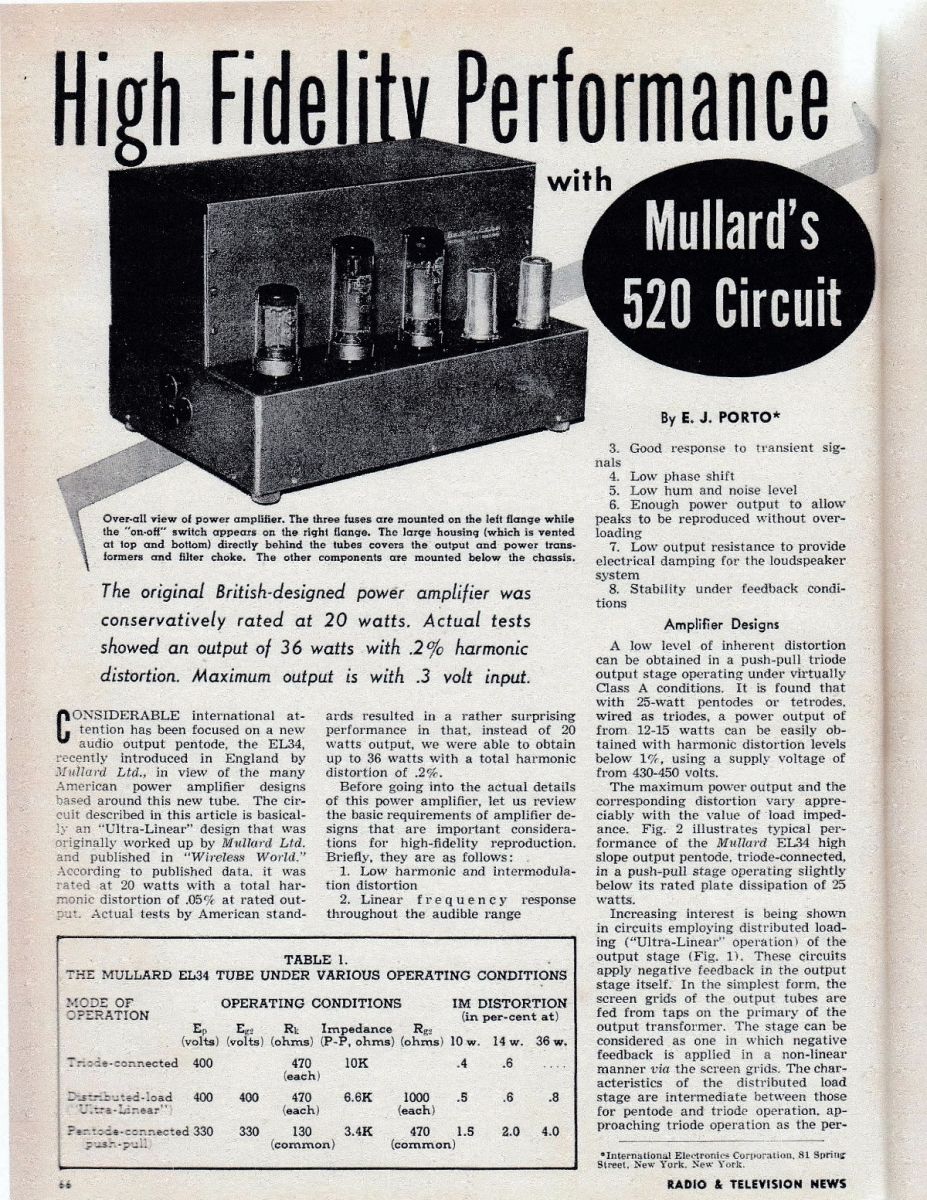 High Fidelity Performance
with
Mullard's
520 Circuit
By E. J. PORTO*
Over-all view of power amplifier. The three fuses are mounted on the left flange while
the "on-off" switch appears on the right flange. The large housing (which is vented
at top and bottom) directly behind the tubes covers the output and power trans-
formers and filter choke. The other components are mounted below the chassis.
The original British-designed power amplifier was
conservatively rated at 20 watts. Actual tests
showed an output of 36 watts with .2% harmonic
distortion. Maximum output is with .3 volt input.
CONSIDERABLE international at-
tention has been focused on a new
audio output pentode, the EL34,
recently introduced in England by
Mullard Ltd., in view of the many
American power amplifier designs
based around this new tube. The cir-
cuit described in this article is basical-
ly an "Ultra-Linear" design that was
originally worked up by Mullard Ltd.
and published in "Wireless World."
According to published data, it was
rated at 20 watts with a total har-
monic distortion of .05% at rated out-
put. Actual tests by American stand-
ards resulted in a rather surprising
performance in that, instead of 20
watts output, we were able to obtain
up to 36 watts with a total harmonic
distortion of .2%.
Before going into the actual details
of this power amplifier, let us review
the basic requirements of amplifier de-
signs that are important considera-
tions for high-fidelity reproduction.
Briefly, they are as follows:
1. Low harmonic and intermodula-
tion distortion
2. Linear frequency response
throughout the audible range
3. Good response to transient sig-
nals
4. Low phase shift
5. Low hum and noise level
6. Enough power output to allow
peaks to be reproduced without over-
loading
7. Low output resistance to provide
electrical damping for the loudspeaker
system
8. Stability under feedback condi-
tions
Amplifier Designs
A low level of inherent distortion
can be obtained in a push-pull triode
output stage operating under virtually
Class A conditions. It is found that
with 25-watt pentodes or tetrodes,
wired as triodes, a power output of
from 12-15 watts can be easily ob-
tained with harmonic distortion levels
below 1%, using a supply voltage of
from 430-450 volts.
The maximum power output and the
corresponding distortion vary appre-
ciably with the value of load imped-
ance. Fig. 2 illustrates typical per-
formance of the Mullard EL34 high
slope output pentode, triode-connected,
in a push-pull stage operating slightly
below its rated plate dissipation of 25
watts.
Increasing interest is being shown
in circuits employing distributed load-
ing ("Ultra-Linear" operation) of the
output stage (Fig. 1). These circuits
apply negative feedback in the output
stage itself. In the simplest form, the
screen grids of the output tubes are
fed from taps on the primary of the
output transformer. The stage can be
considered as one in which negative
feedback is applied in a non-linear
manner via the screen grids. The char-
acteristics of the distributed load
stage are intermediate between those
for pentode and triode operation, ap-
proaching triode operation as the per-
*International Electronics Corporation, 81 Spring
Street, New York, New York.
TABLE 1.
THE MULLARD EL34 TUBE UNDER VARIOUS OPERATING CONDITIONS
MODE OF OPERATING CONDITIONS IM DISTORTION
OPERATION (in per-cent at)
Ep Eg2 Rk Impedance Rg2
(volts) (volts) (ohms) (P-P, ohms) (ohms) 10 w. 14 w. 36 w.
Triode-connected 400 470 10K .4 .6 ....
(each)
Distributed-load 400 400 470 6.6K 1000 .5 .6 .8
("Ultra-Linear") (each) (each)
Pentode-connected 330 330 130 3.4K 470 1.5 2.0 4.0
push-pull) (common) (common)
66
RADIO & TELEVISION NEWS